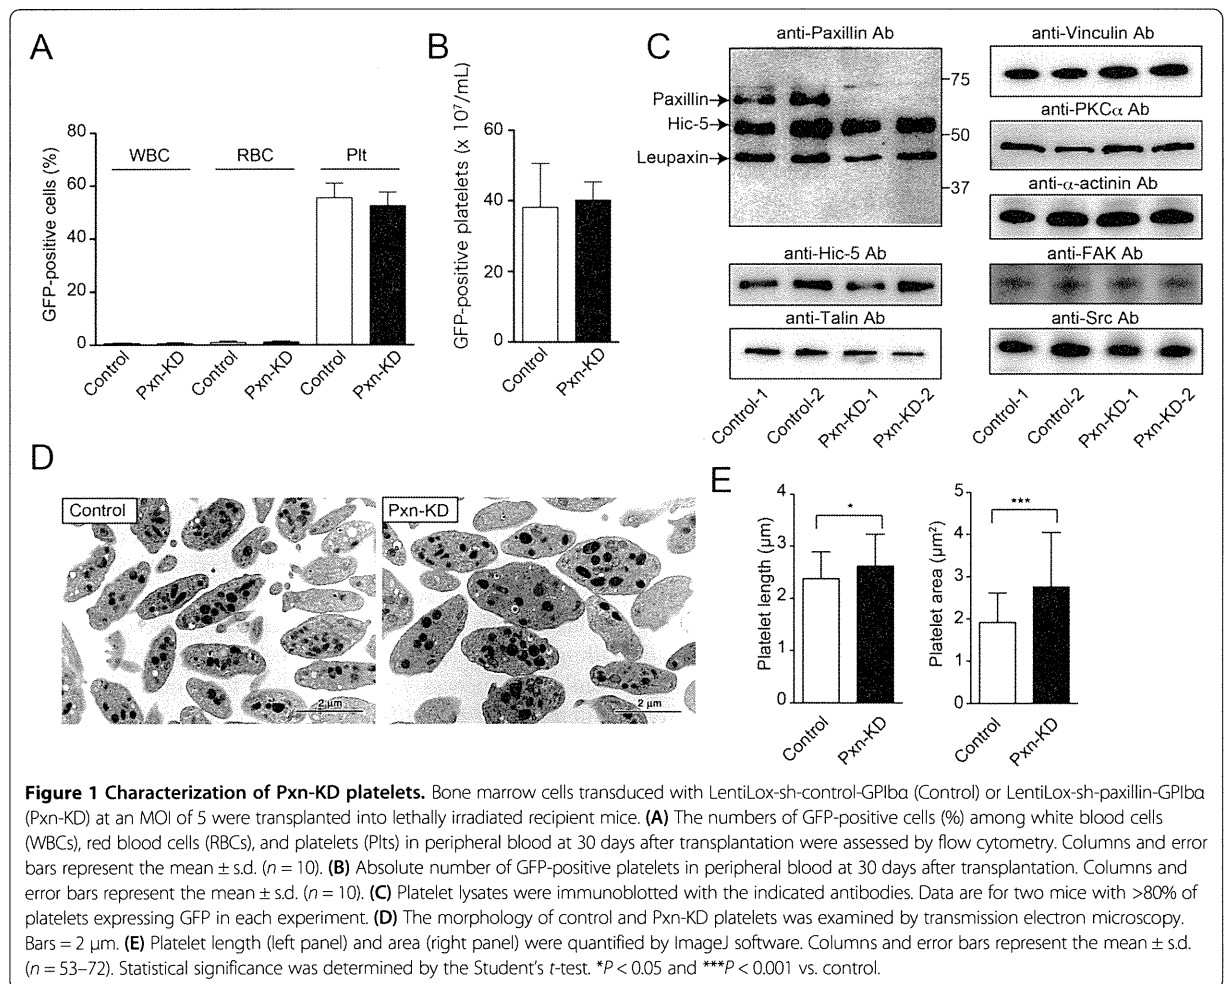 A
GFP-positive cells (%)
80
60
40
20
0
WBC
RBC
Plt
Control
Pxn-KD
Control
Pxn-KD
Control
Pxn-KD
B
GFP-positive platelets (x 10⁷/mL)
60
40
20
0
Control
Pxn-KD
C
anti-Paxillin Ab
Paxillin
Hic-5
Leupaxin
75
50
37
anti-Hic-5 Ab
anti-Talin Ab
Control-1
Control-2
Pxn-KD-1
Pxn-KD-2
anti-Vinculin Ab
anti-PKCα Ab
anti-α-actinin Ab
anti-FAK Ab
anti-Src Ab
Control-1
Control-2
Pxn-KD-1
Pxn-KD-2
D
Control
2 μm
Pxn-KD
2 μm
E
Platelet length (μm)
4
3
2
1
0
*
Control
Pxn-KD
Platelet area (μm²)
5
4
3
2
1
0
***
Control
Pxn-KD
Figure 1 Characterization of Pxn-KD platelets. Bone marrow cells transduced with LentiLox-sh-control-GPIbα (Control) or LentiLox-sh-paxillin-GPIbα
(Pxn-KD) at an MOI of 5 were transplanted into lethally irradiated recipient mice. (A) The numbers of GFP-positive cells (%) among white blood cells
(WBCs), red blood cells (RBCs), and platelets (Plts) in peripheral blood at 30 days after transplantation were assessed by flow cytometry. Columns and error
bars represent the mean ± s.d. (n = 10). (B) Absolute number of GFP-positive platelets in peripheral blood at 30 days after transplantation. Columns and
error bars represent the mean ± s.d. (n = 10). (C) Platelet lysates were immunoblotted with the indicated antibodies. Data are for two mice with >80% of
platelets expressing GFP in each experiment. (D) The morphology of control and Pxn-KD platelets was examined by transmission electron microscopy.
Bars = 2 μm. (E) Platelet length (left panel) and area (right panel) were quantified by ImageJ software. Columns and error bars represent the mean ± s.d.
(n = 53–72). Statistical significance was determined by the Student's t-test. *P < 0.05 and ***P < 0.001 vs. control.